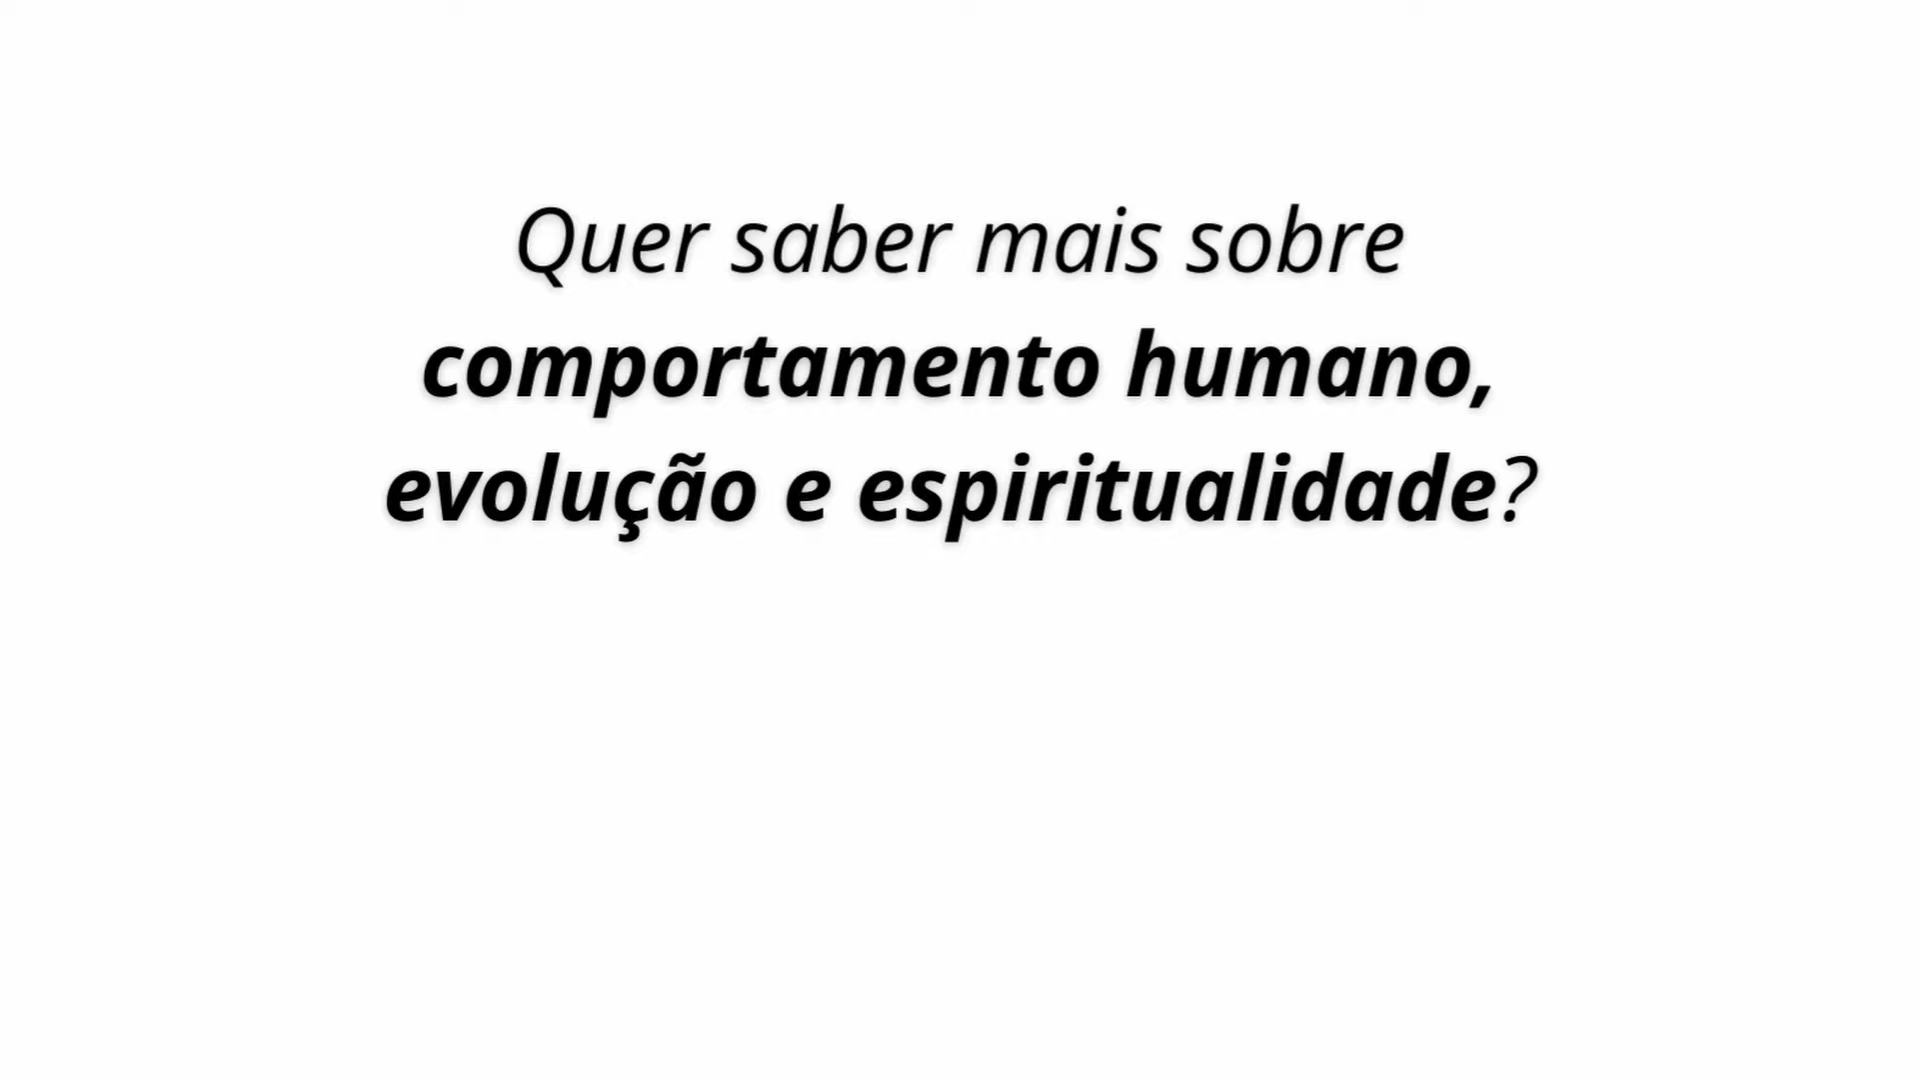 Quer saber mais sobre
comportamento humano,
evolução e espiritualidade?